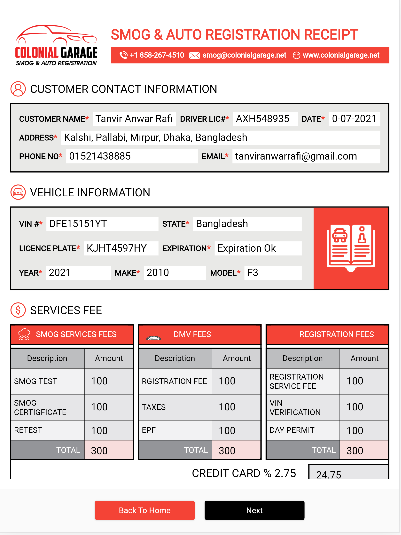 SMOG & AUTO REGISTRATION RECEIPT
COLONIAL GARAGE
SMOG & AUTO REGISTRATION
+1 858-267-4510 smog@colonialgarage.net www.colonialgarage.net
CUSTOMER CONTACT INFORMATION
CUSTOMER NAME* Tanvir Anwar Rafi DRIVER LIC#* AXH548935 DATE* 0-07-2021
ADDRESS* Kalshi, Pallabi, Mirpur, Dhaka, Bangladesh
PHONE NO* 01521438885 EMAIL* tanviranwarrafi@gmail.com
VEHICLE INFORMATION
VIN #* DFE15151YT STATE* Bangladesh
LICENCE PLATE* KJHT4597HY EXPIRATION* Expiration Ok
YEAR* 2021 MAKE* 2010 MODEL* F3
SERVICES FEE
SMOG SERVICES FEES DMV FEES REGISTRATION FEES
Description Amount Description Amount Description Amount
SMOG TEST 100 RGISTRATION FEE 100 REGISTRATION SERVICE FEE 100
SMOG CERTIGFICATE 100 TAXES 100 VIN VERIFICATION 100
RETEST 100 EPF 100 DAY PERMIT 100
TOTAL 300 TOTAL 300 TOTAL 300
CREDIT CARD % 2.75 24.75
Back To Home Next